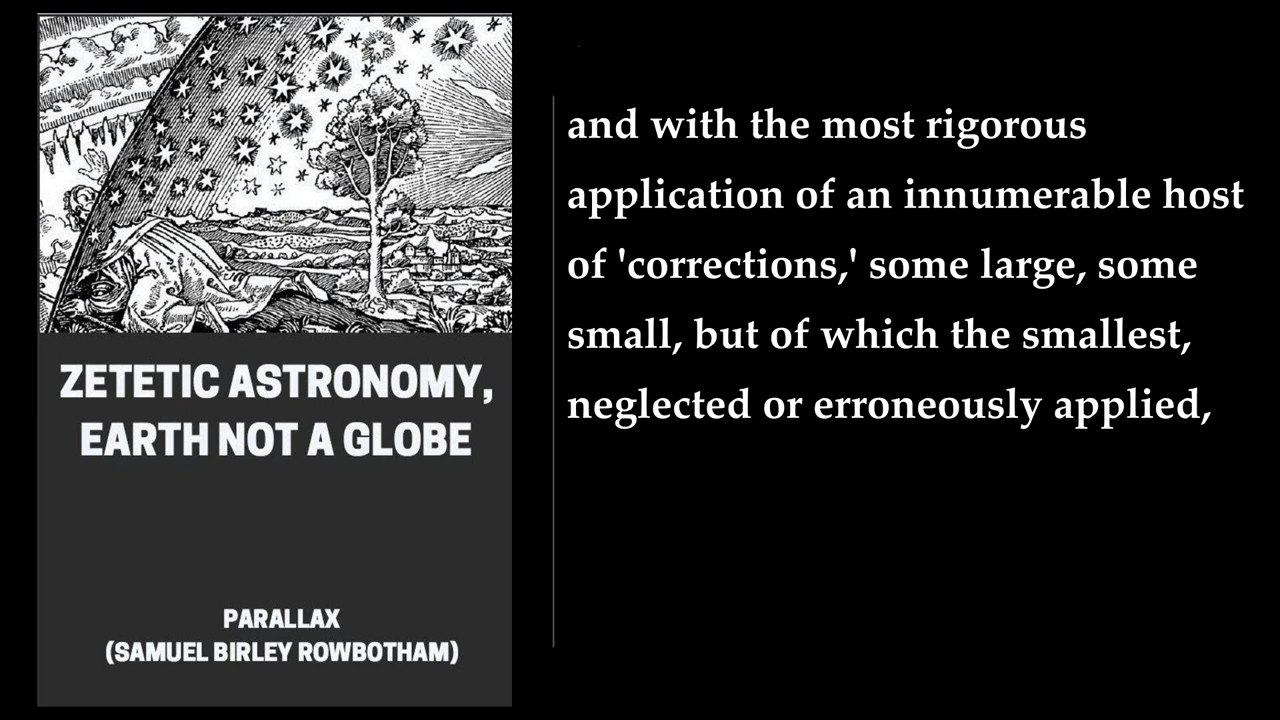 ZETETIC ASTRONOMY,
EARTH NOT A GLOBE
PARALLAX
(SAMUEL BIRLEY ROWBOTHAM)
and with the most rigorous
application of an innumerable host
of 'corrections,' some large, some
small, but of which the smallest,
neglected or erroneously applied,